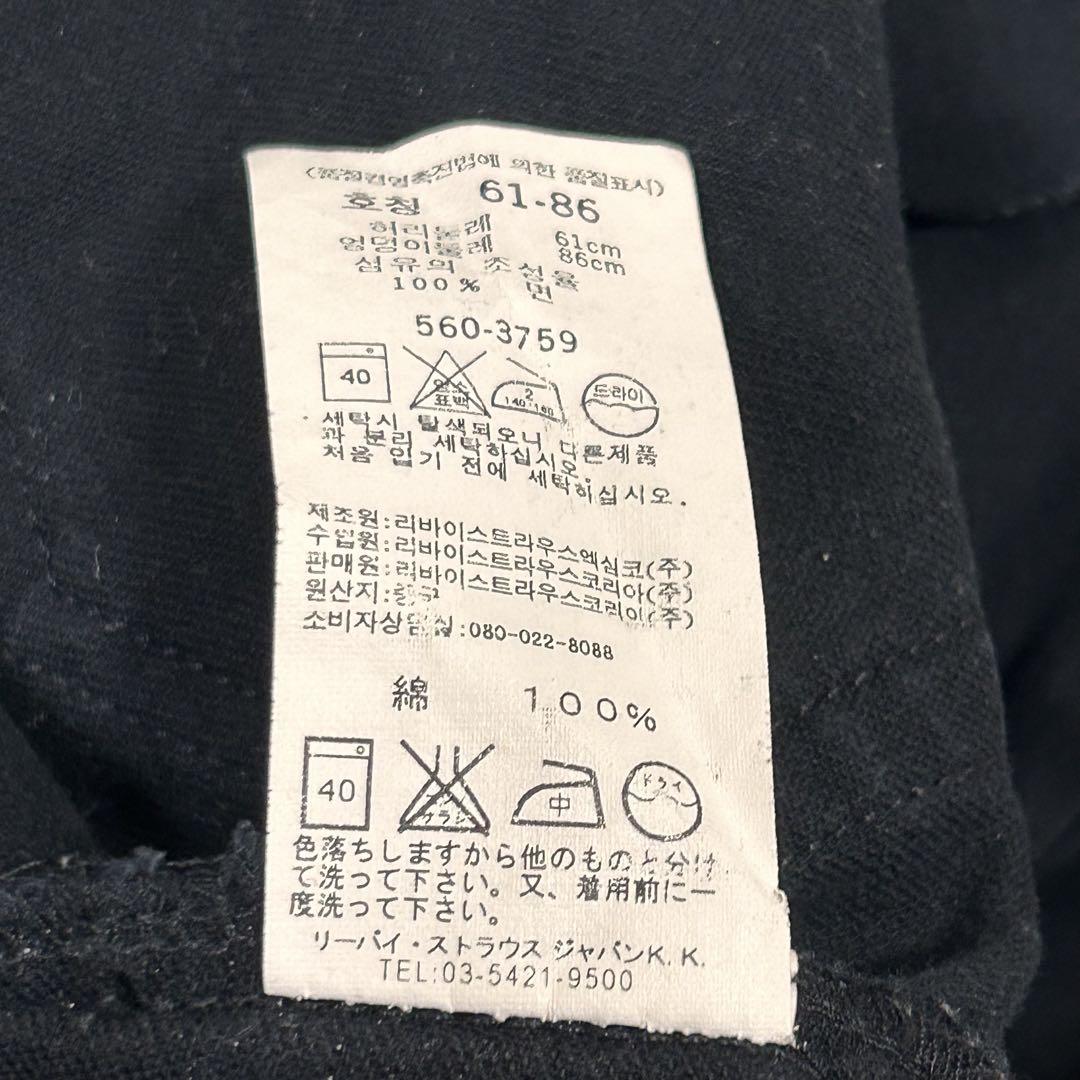 (품질경영촉진법에 의한 품질표시)
호칭 61-86
허리둘레 61cm
엉덩이둘레 86cm
섬유의 조성율
100% 면
560-3759
40 염소 표백 2 140-160 드라이
세탁시 탈색되오니 다른제품
과 분리 세탁하십시오.
처음 입기 전에 세탁하십시오.
제조원:리바이스트라우스엑심코(주)
수입원:리바이스트라우스코리아(주)
판매원:리바이스트라우스코리아(주)
원산지:
소비자상담실:080-022-8088
綿 100%
40 中 ドライ
色落ちしますから他のものと分け
て洗って下さい。又、着用前に一
度洗って下さい。
リーバイ・ストラウス ジャパンK.K.
TEL:03-5421-9500